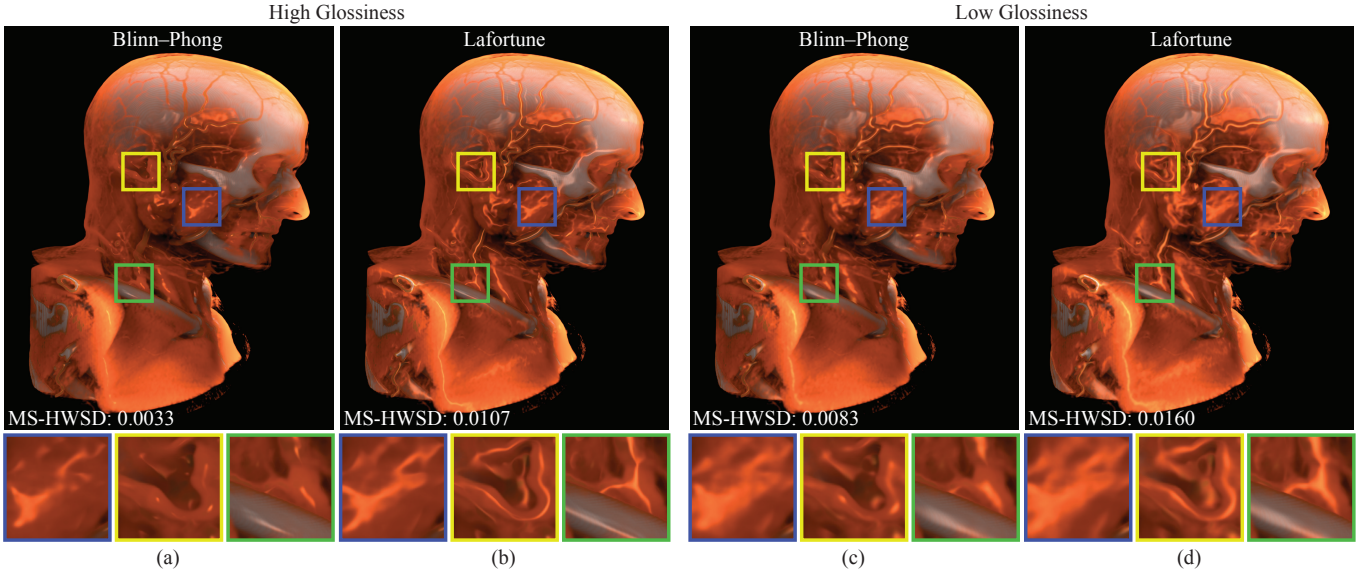 High Glossiness
Low Glossiness
Blinn–Phong
Lafortune
Blinn–Phong
Lafortune
MS-HWSD: 0.0033
MS-HWSD: 0.0107
MS-HWSD: 0.0083
MS-HWSD: 0.0160
(a)
(b)
(c)
(d)